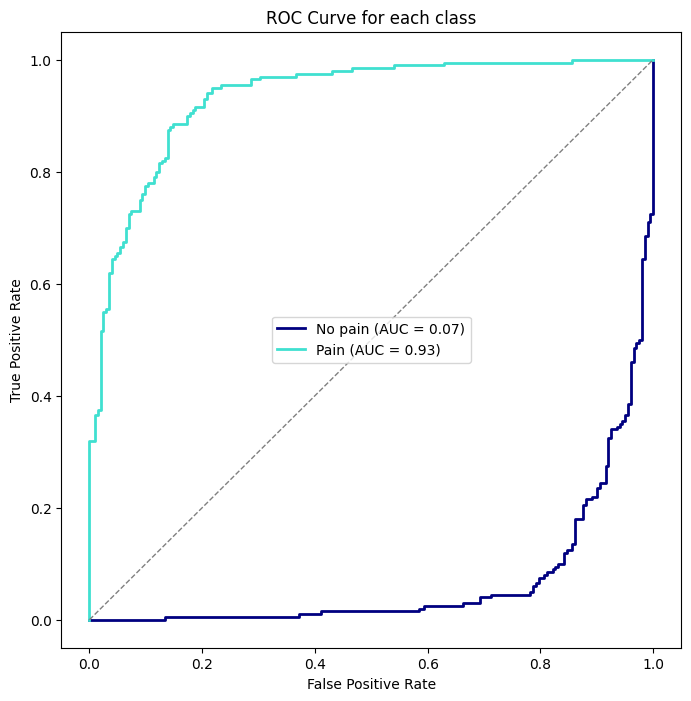 ROC Curve for each class
True Positive Rate
1.0
0.8
0.6
0.4
0.2
0.0
No pain (AUC = 0.07)
Pain (AUC = 0.93)
0.0 0.2 0.4 0.6 0.8 1.0
False Positive Rate